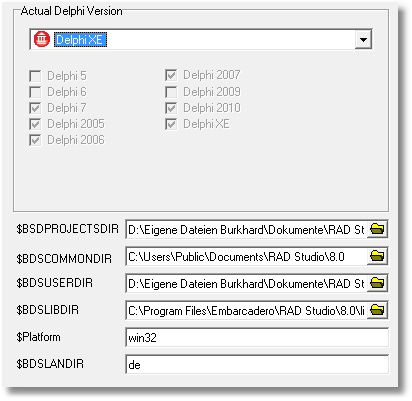 Actual Delphi Version
Delphi XE
Delphi 5
Delphi 2007
Delphi 6
Delphi 2009
Delphi 7
Delphi 2010
Delphi 2005
Delphi XE
Delphi 2006
$BSDPROJECTSDIR D:\Eigene Dateien Burkhard\Dokumente\RAD St
$BDSCOMMONDIR C:\Users\Public\Documents\RAD Studio\8.0
$BDSUSERDIR D:\Eigene Dateien Burkhard\Dokumente\RAD St
$BDSLIBDIR C:\Program Files\Embarcadero\RAD Studio\8.0\li
$Platform win32
$BDSLANDIR de